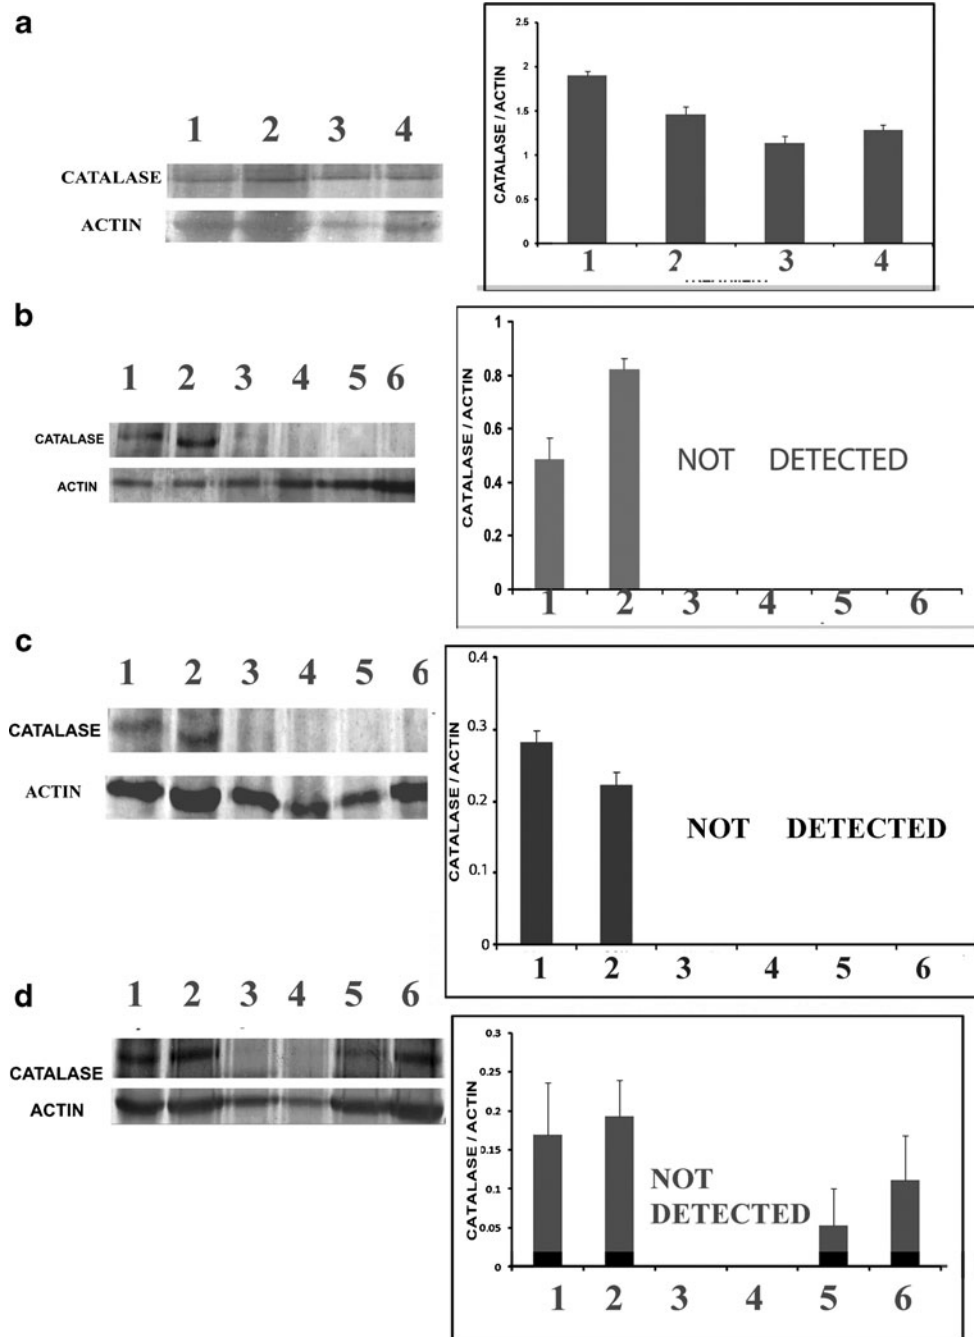 a
1 2 3 4
CATALASE
ACTIN
CATALASE / ACTIN
2.5
2
1.5
1
2.5
0
1 2 3 4
b
1 2 3 4 5 6
CATALASE
ACTIN
CATALASE / ACTIN
1
0.8
0.6
0.4
0.2
0
NOT DETECTED
1 2 3 4 5 6
c
1 2 3 4 5 6
CATALASE
ACTIN
CATALASE / ACTIN
0.4
0.3
0.2
0.1
0
NOT DETECTED
1 2 3 4 5 6
d
1 2 3 4 5 6
CATALASE
ACTIN
CATALASE / ACTIN
0.3
0.25
0.2
0.15
0.1
0.05
0
NOT
DETECTED
1 2 3 4 5 6